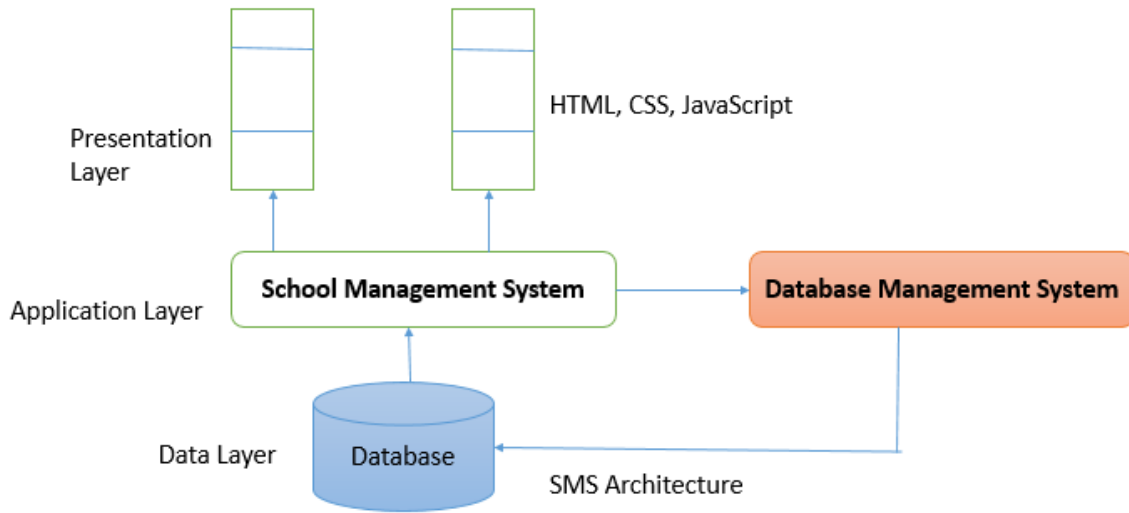 HTML, CSS, JavaScript
Presentation
Layer
School Management System
Database Management System
Application Layer
Data Layer
Database
SMS Architecture